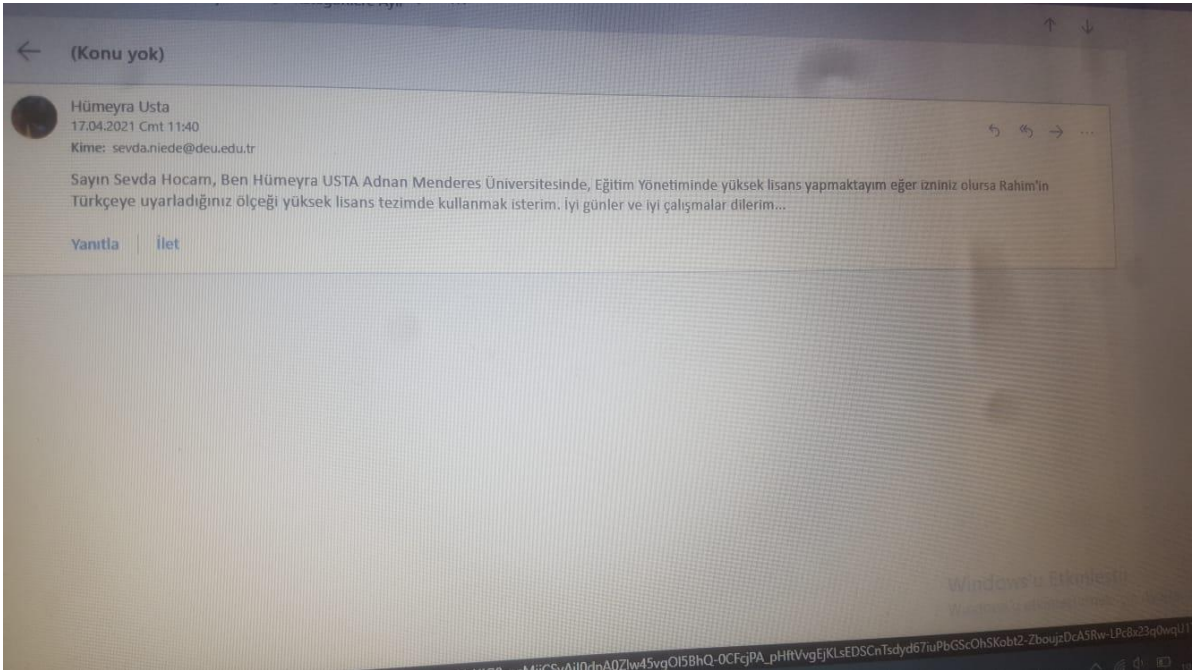 (Konu yok)
Hümeyra Usta
17.04.2021 Cmt 11:40
Kime: sevda.niede@deu.edu.tr
Sayın Sevda Hocam, Ben Hümeyra USTA Adnan Menderes Üniversitesinde, Eğitim Yönetiminde yüksek lisans yapmaktayım eğer izniniz olursa Rahim'in
Türkçeye uyarladığınız ölçeği yüksek lisans tezimde kullanmak isterim. İyi günler ve iyi çalışmalar dilerim...
Yanıtla İlet
Windows'u Etkinleştir